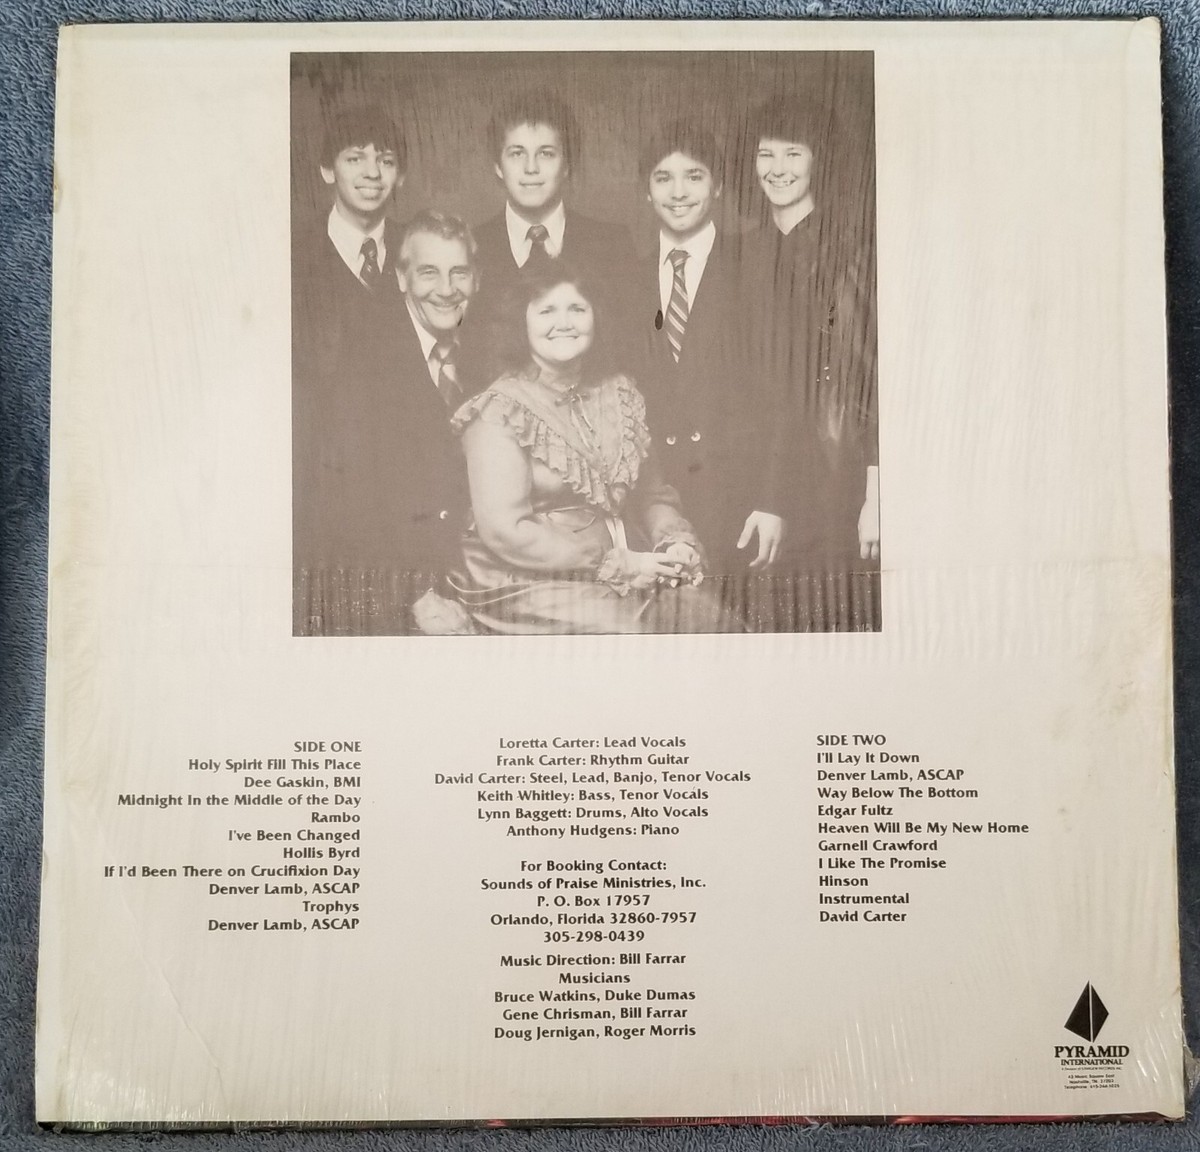 SIDE ONE
Holy Spirit Fill This Place
Dee Gaskin, BMI
Midnight In the Middle of the Day
Rambo
I've Been Changed
Hollis Byrd
If I'd Been There on Crucifixion Day
Denver Lamb, ASCAP
Trophys
Denver Lamb, ASCAP
Loretta Carter: Lead Vocals
Frank Carter: Rhythm Guitar
David Carter: Steel, Lead, Banjo, Tenor Vocals
Keith Whitley: Bass, Tenor Vocals
Lynn Baggett: Drums, Alto Vocals
Anthony Hudgens: Piano
For Booking Contact:
Sounds of Praise Ministries, Inc.
P. O. Box 17957
Orlando, Florida 32860-7957
305-298-0439
Music Direction: Bill Farrar
Musicians
Bruce Watkins, Duke Dumas
Gene Chrisman, Bill Farrar
Doug Jernigan, Roger Morris
SIDE TWO
I'll Lay It Down
Denver Lamb, ASCAP
Way Below The Bottom
Edgar Fultz
Heaven Will Be My New Home
Garnell Crawford
I Like The Promise
Hinson
Instrumental
David Carter
PYRAMID
INTERNATIONAL
Music Square East
Nashville, TN
Telephone